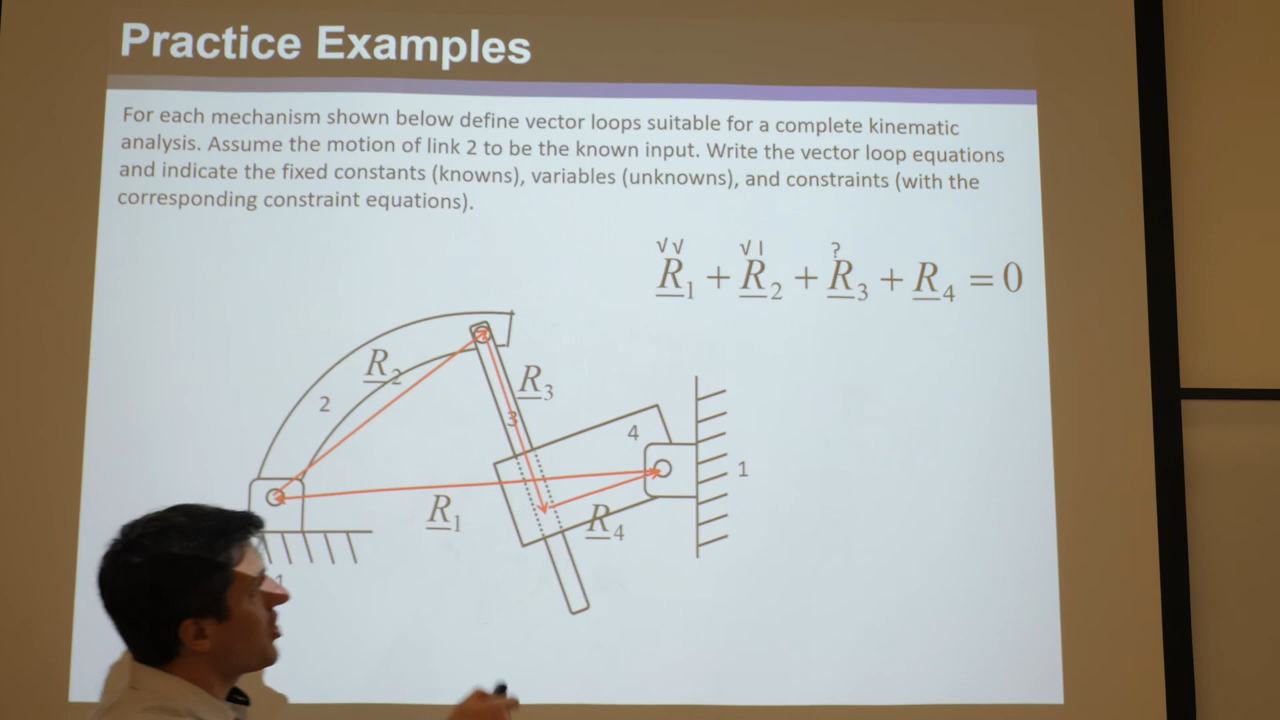 Practice Examples
For each mechanism shown below define vector loops suitable for a complete kinematic
analysis. Assume the motion of link 2 to be the known input. Write the vector loop equations
and indicate the fixed constants (knowns), variables (unknowns), and constraints (with the
corresponding constraint equations).
√√ √ I ?
R₁ + R₂ + R₃ + R₄ = 0
R₂
2
R₃
3
4
1
R₁
R₄
1